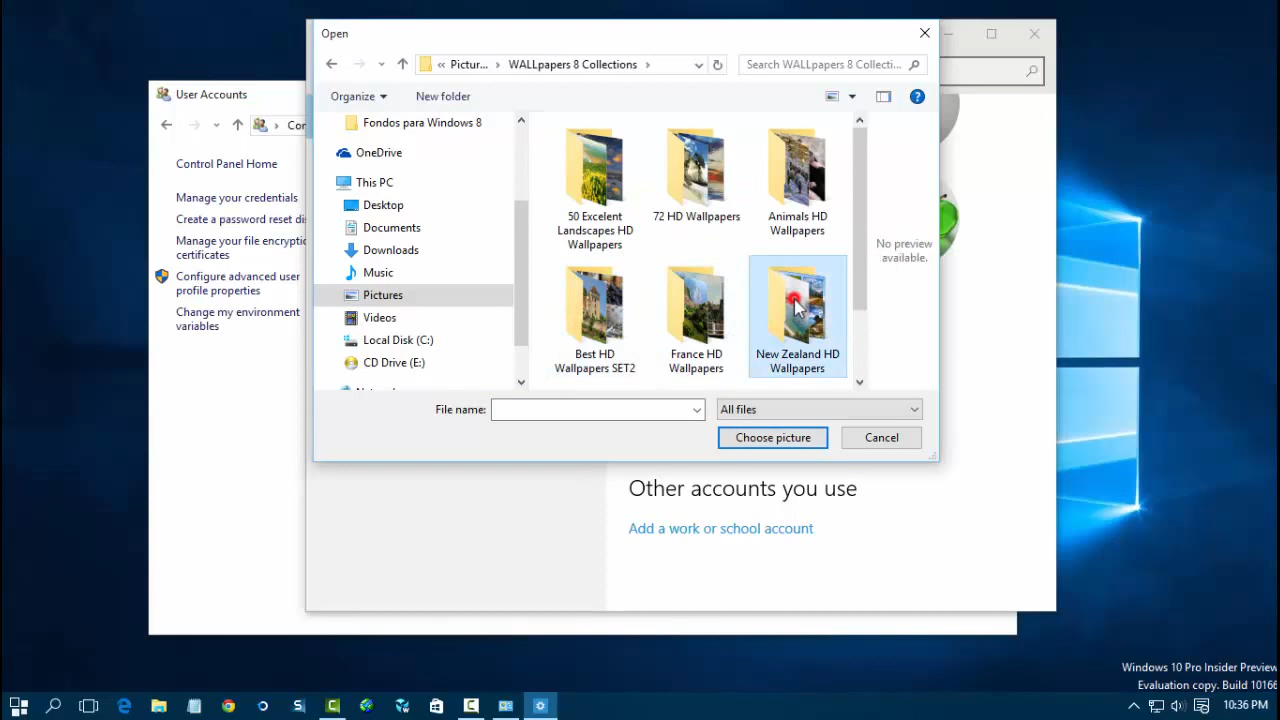 Open
« Pictur... › WALLpapers 8 Collections ›
Search WALLpapers 8 Collecti...
Organize
New folder
Fondos para Windows 8
OneDrive
This PC
Desktop
Documents
Downloads
Music
Pictures
Videos
Local Disk (C:)
CD Drive (E:)
50 Excelent
Landscapes HD
Wallpapers
72 HD Wallpapers
Animals HD
Wallpapers
Best HD
Wallpapers SET2
France HD
Wallpapers
New Zealand HD
Wallpapers
No preview
available.
File name:
All files
Choose picture
Cancel
User Accounts
Con
Control Panel Home
Manage your credentials
Create a password reset dis
Manage your file encryptic
certificates
Configure advanced user
profile properties
Change my environment
variables
Other accounts you use
Add a work or school account
Windows 10 Pro Insider Preview
Evaluation copy. Build 10166
10:36 PM